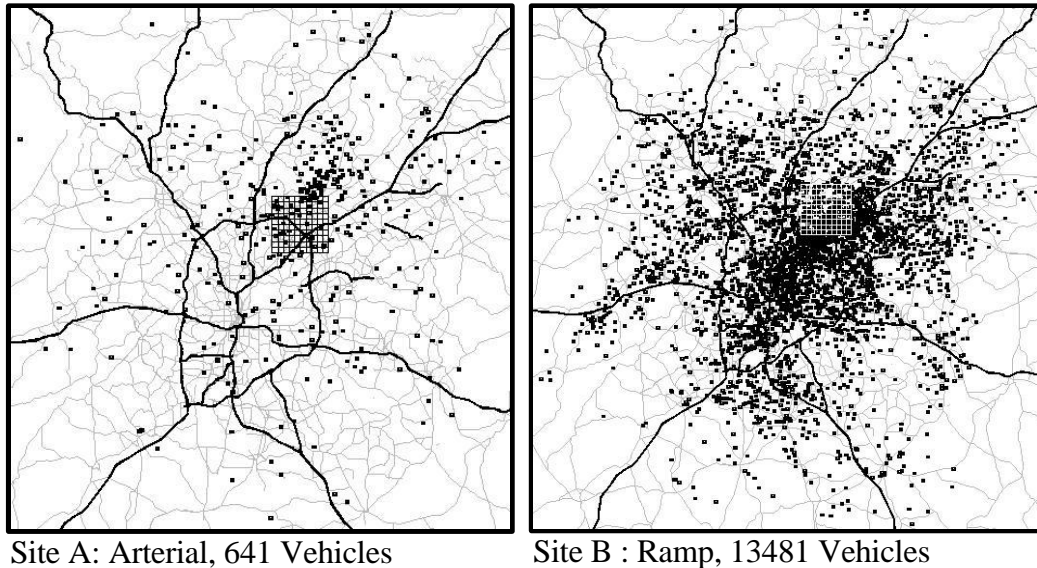 Site A: Arterial, 641 Vehicles
Site B : Ramp, 13481 Vehicles